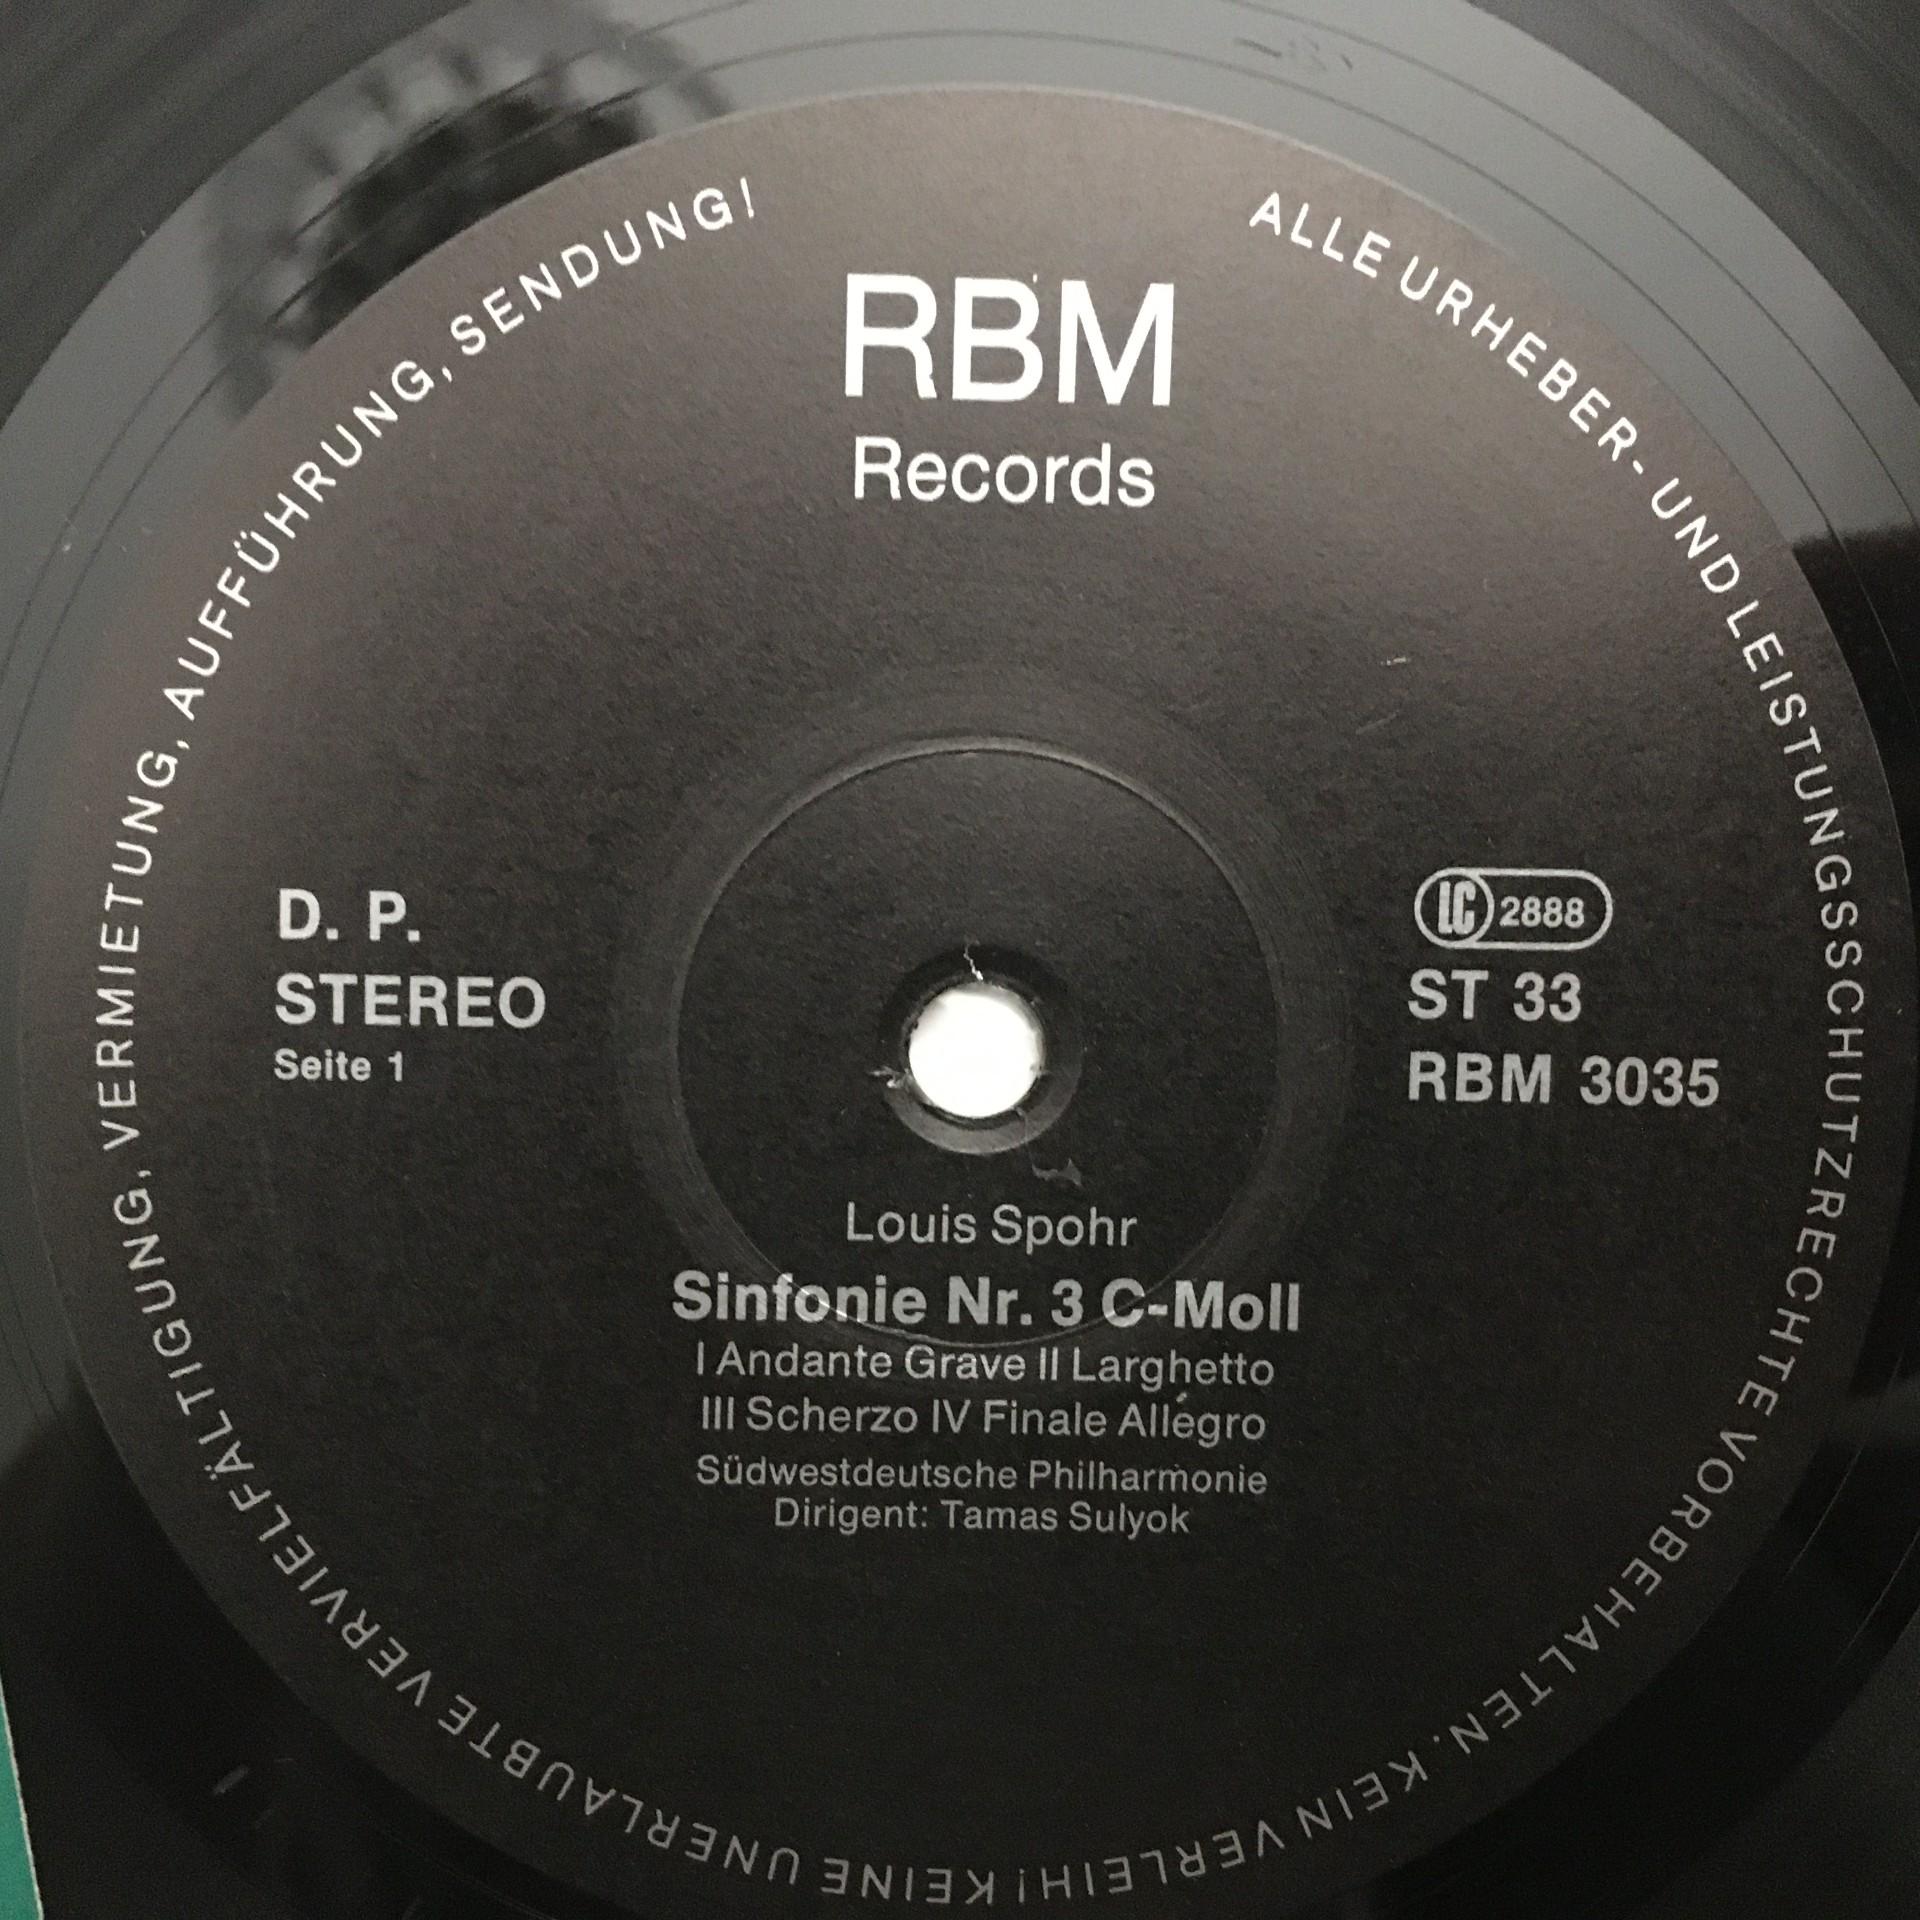 ALLE URHEBER- UND LEISTUNGSSCHUTZRECHTE VORBEHALTEN. KEIN VERLEIH! KEINE UNERLAUBTE VERVIELFÄLTIGUNG, VERMIETUNG, AUFFÜHRUNG, SENDUNG!
RBM
Records
D. P.
STEREO
Seite 1
LC 2888
ST 33
RBM 3035
Louis Spohr
Sinfonie Nr. 3 C-Moll
I Andante Grave II Larghetto
III Scherzo IV Finale Allegro
Südwestdeutsche Philharmonie
Dirigent: Tamas Sulyok